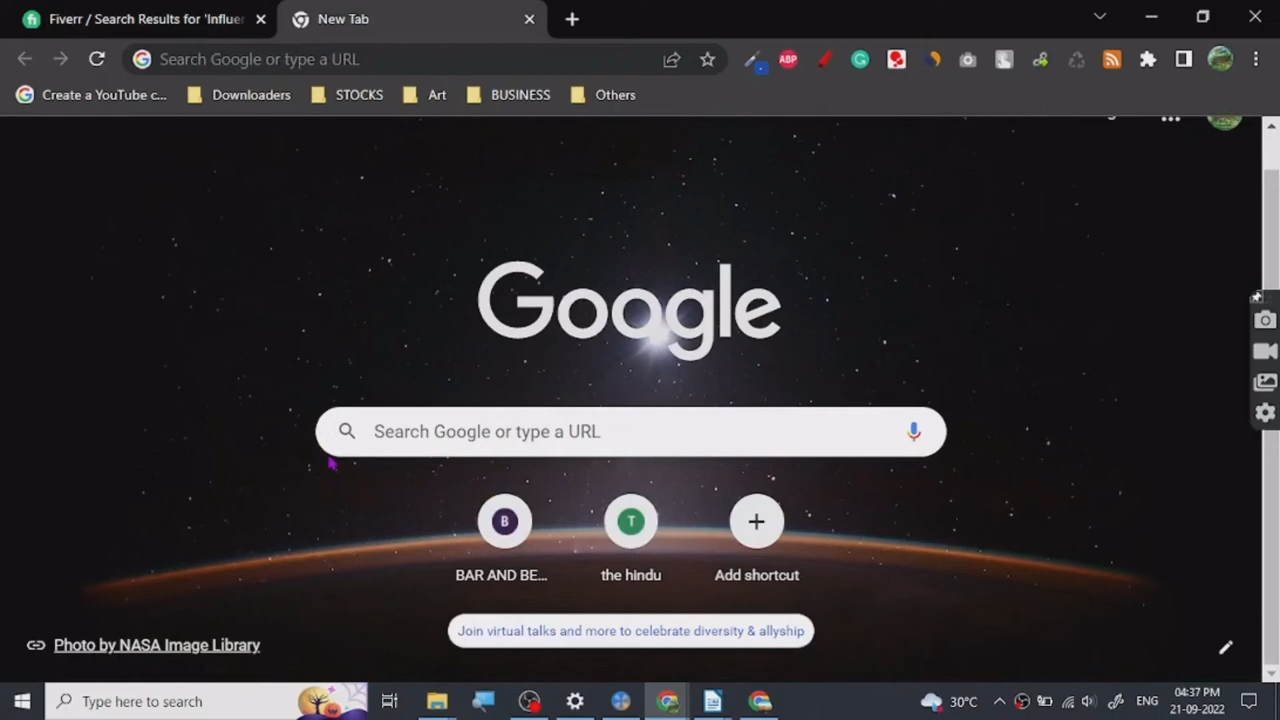 Fiverr / Search Results for 'Influer
New Tab
Search Google or type a URL
ABP
Create a YouTube c...
Downloaders
STOCKS
Art
BUSINESS
Others
Google
Search Google or type a URL
B
T
BAR AND BE...
the hindu
Add shortcut
Join virtual talks and more to celebrate diversity & allyship
Photo by NASA Image Library
Type here to search
30°C
ENG
04:37 PM
21-09-2022